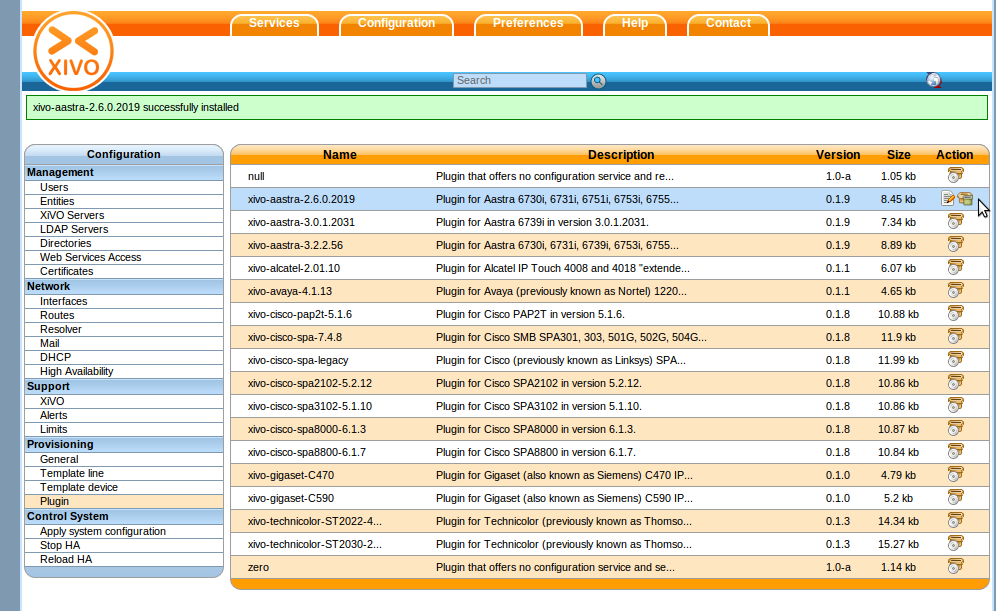 Services Configuration Preferences Help Contact
XIVO
Search
xivo-aastra-2.6.0.2019 successfully installed
Configuration
Management
Users
Entities
XiVO Servers
LDAP Servers
Directories
Web Services Access
Certificates
Network
Interfaces
Routes
Resolver
Mail
DHCP
High Availability
Support
XiVO
Alerts
Limits
Provisioning
General
Template line
Template device
Plugin
Control System
Apply system configuration
Stop HA
Reload HA
Name Description Version Size Action
null Plugin that offers no configuration service and re... 1.0-a 1.05 kb
xivo-aastra-2.6.0.2019 Plugin for Aastra 6730i, 6731i, 6751i, 6753i, 6755... 0.1.9 8.45 kb
xivo-aastra-3.0.1.2031 Plugin for Aastra 6739i in version 3.0.1.2031. 0.1.9 7.34 kb
xivo-aastra-3.2.2.56 Plugin for Aastra 6730i, 6731i, 6739i, 6753i, 6755... 0.1.9 8.89 kb
xivo-alcatel-2.01.10 Plugin for Alcatel IP Touch 4008 and 4018 "extende... 0.1.1 6.07 kb
xivo-avaya-4.1.13 Plugin for Avaya (previously known as Nortel) 1220... 0.1.1 4.65 kb
xivo-cisco-pap2t-5.1.6 Plugin for Cisco PAP2T in version 5.1.6. 0.1.8 10.88 kb
xivo-cisco-spa-7.4.8 Plugin for Cisco SMB SPA301, 303, 501G, 502G, 504G... 0.1.8 11.9 kb
xivo-cisco-spa-legacy Plugin for Cisco (previously known as Linksys) SPA... 0.1.8 11.99 kb
xivo-cisco-spa2102-5.2.12 Plugin for Cisco SPA2102 in version 5.2.12. 0.1.8 10.86 kb
xivo-cisco-spa3102-5.1.10 Plugin for Cisco SPA3102 in version 5.1.10. 0.1.8 10.86 kb
xivo-cisco-spa8000-6.1.3 Plugin for Cisco SPA8000 in version 6.1.3. 0.1.8 10.87 kb
xivo-cisco-spa8800-6.1.7 Plugin for Cisco SPA8800 in version 6.1.7. 0.1.8 10.84 kb
xivo-gigaset-C470 Plugin for Gigaset (also known as Siemens) C470 IP... 0.1.0 4.79 kb
xivo-gigaset-C590 Plugin for Gigaset (also known as Siemens) C590 IP... 0.1.0 5.2 kb
xivo-technicolor-ST2022-4... Plugin for Technicolor (previously known as Thomso... 0.1.3 14.34 kb
xivo-technicolor-ST2030-2... Plugin for Technicolor (previously known as Thomso... 0.1.3 15.27 kb
zero Plugin that offers no configuration service and se... 1.0-a 1.14 kb